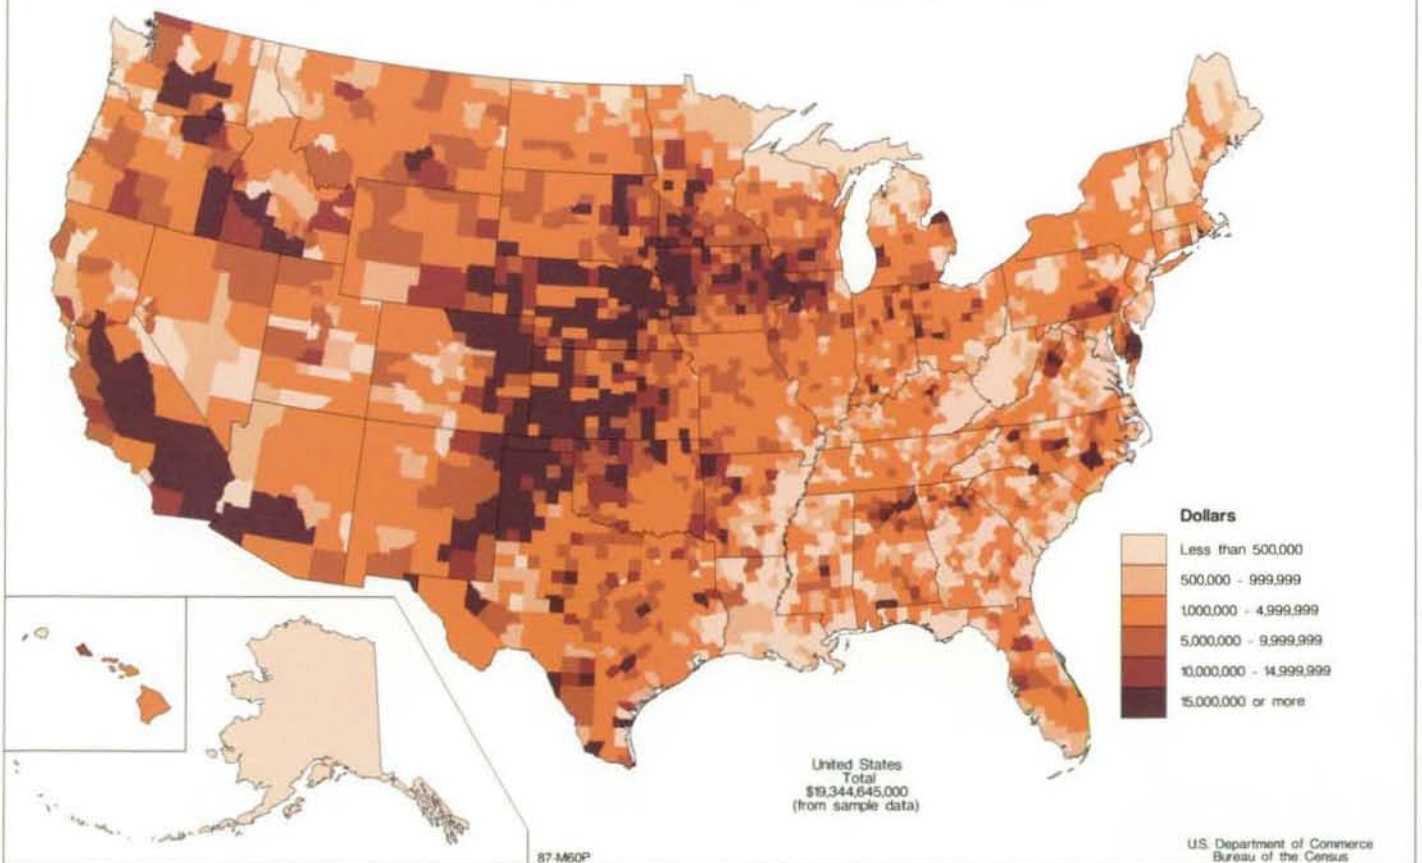 Dollars
Less than 500,000
500,000 - 999,999
1,000,000 - 4,999,999
5,000,000 - 9,999,999
10,000,000 - 14,999,999
15,000,000 or more
United States
Total
$19,344,645,000
(from sample data)
87-M60P
U.S. Department of Commerce
Bureau of the Census